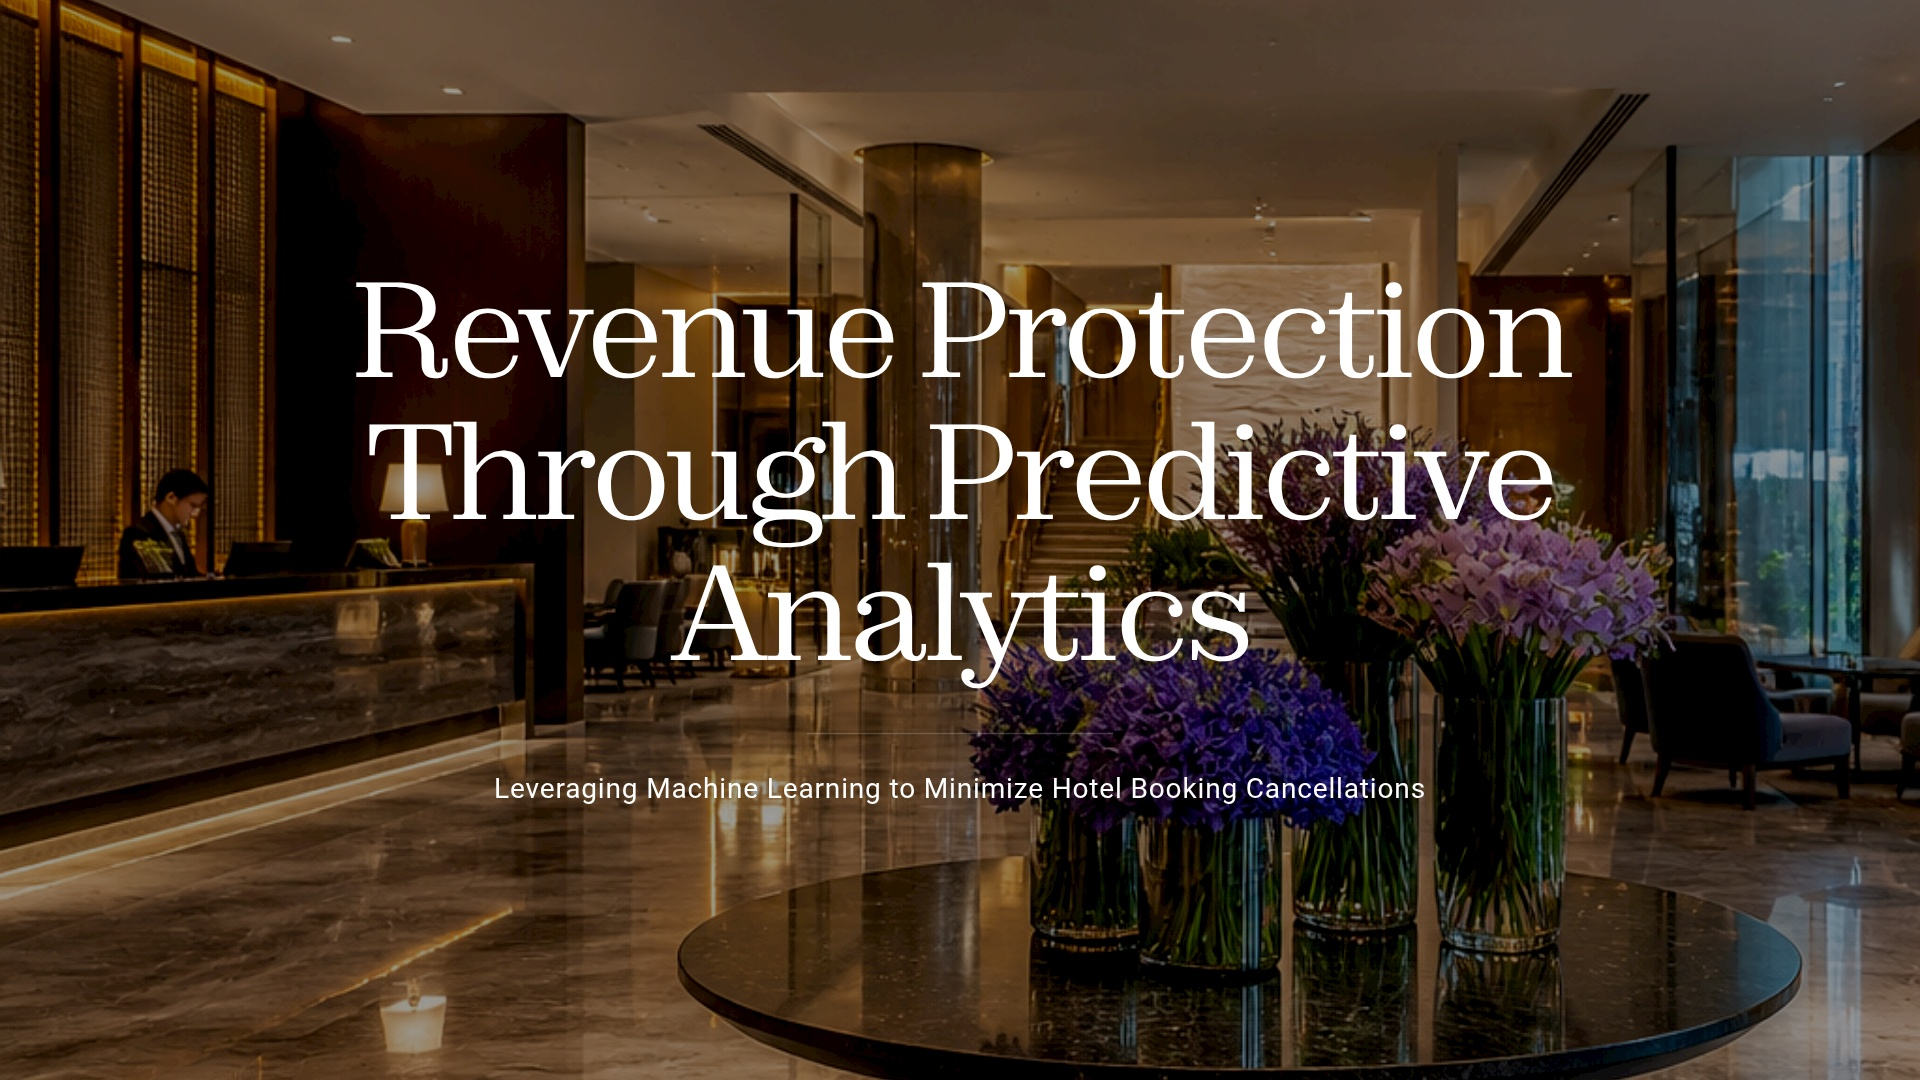 Revenue Protection
Through Predictive
Analytics
Leveraging Machine Learning to Minimize Hotel Booking Cancellations